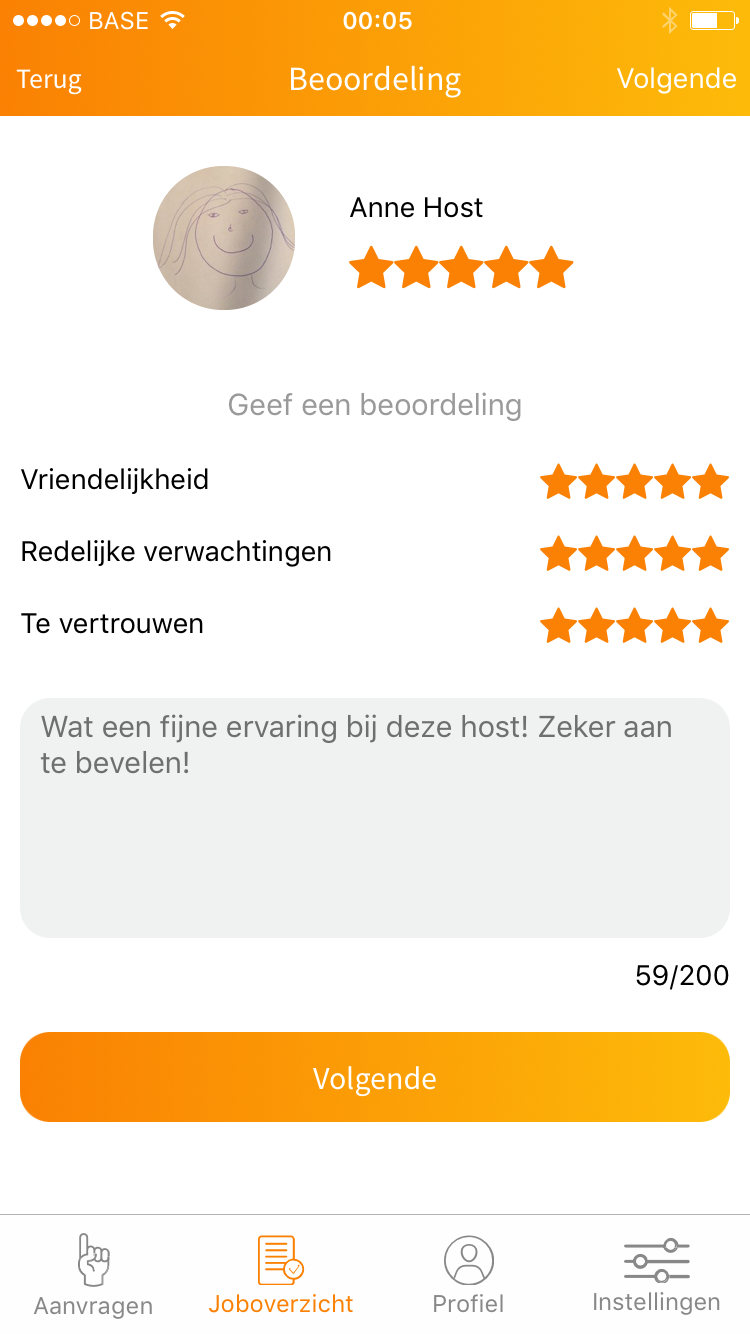 BASE 00:05
Terug Beoordeling Volgende
Anne Host
Geef een beoordeling
Vriendelijkheid
Redelijke verwachtingen
Te vertrouwen
Wat een fijne ervaring bij deze host! Zeker aan
te bevelen!
59/200
Volgende
Aanvragen Joboverzicht Profiel Instellingen